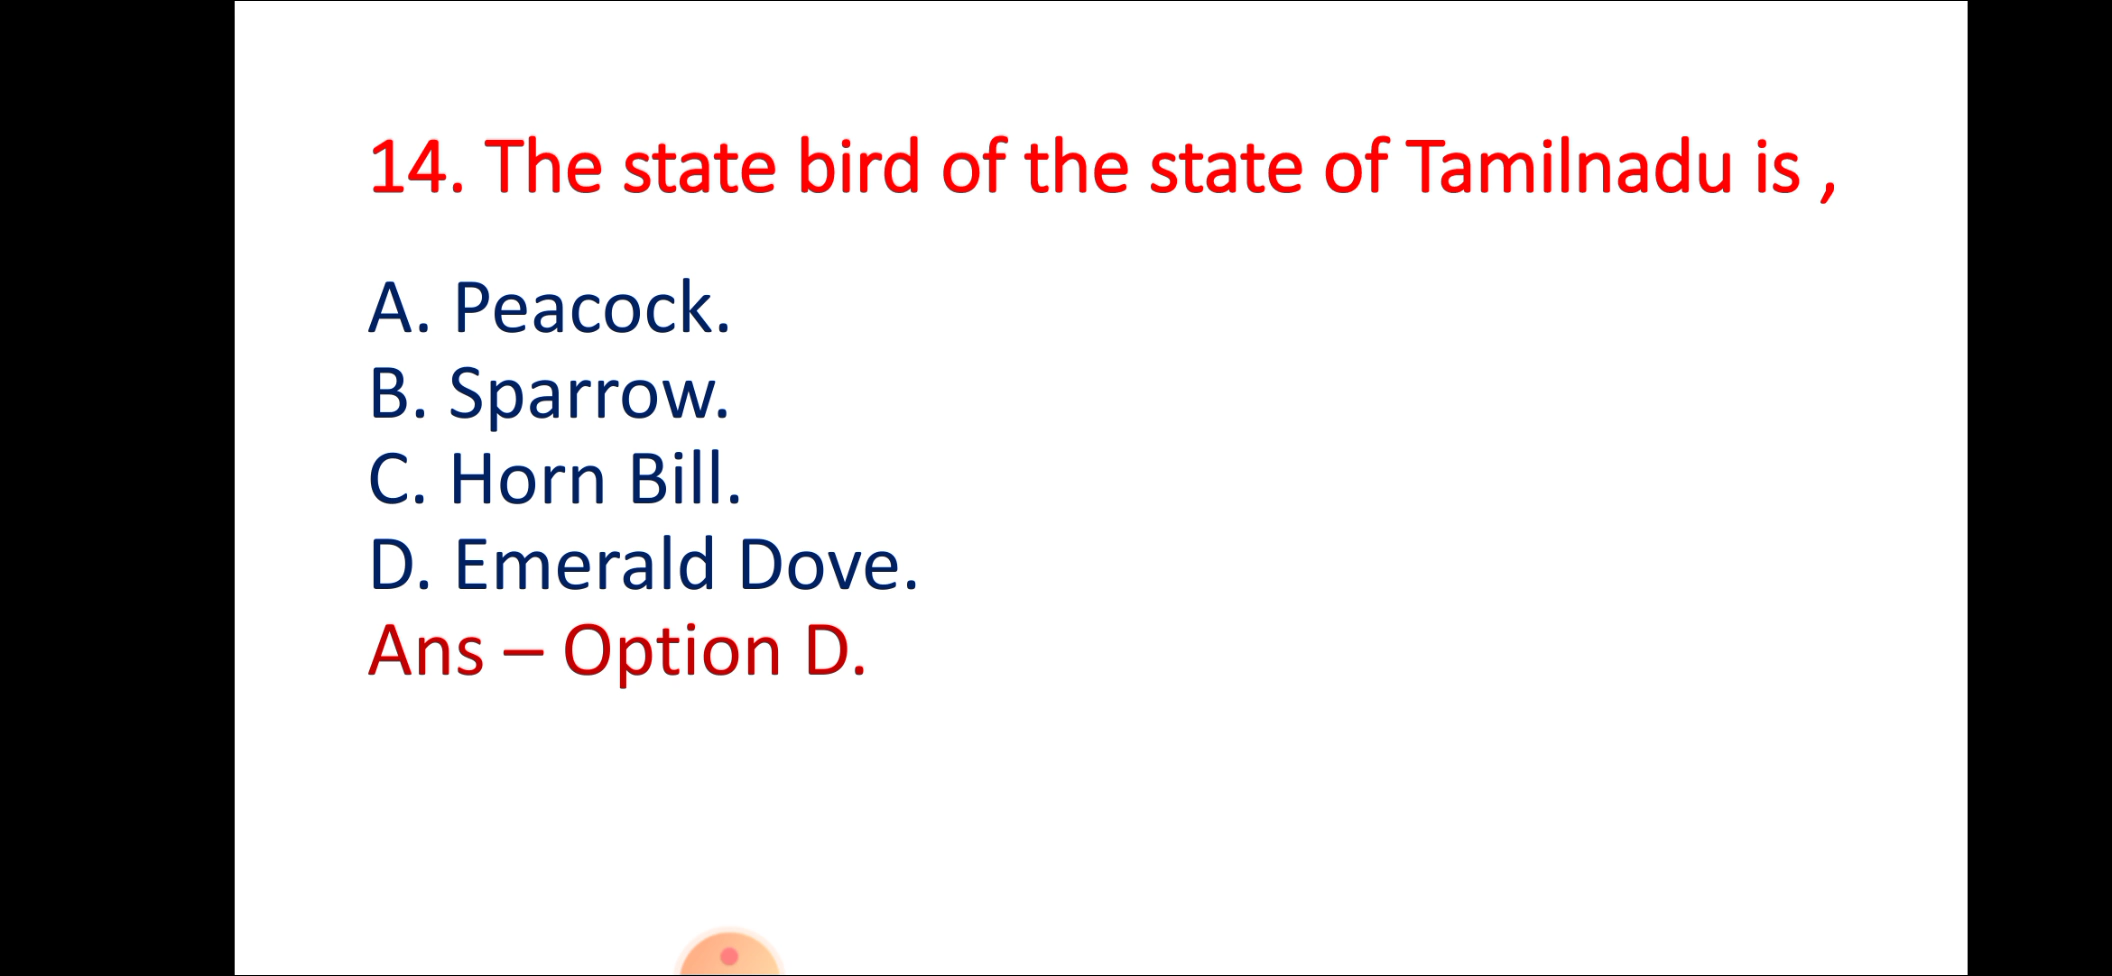 14. The state bird of the state of Tamilnadu is ,
A. Peacock.
B. Sparrow.
C. Horn Bill.
D. Emerald Dove.
Ans – Option D.